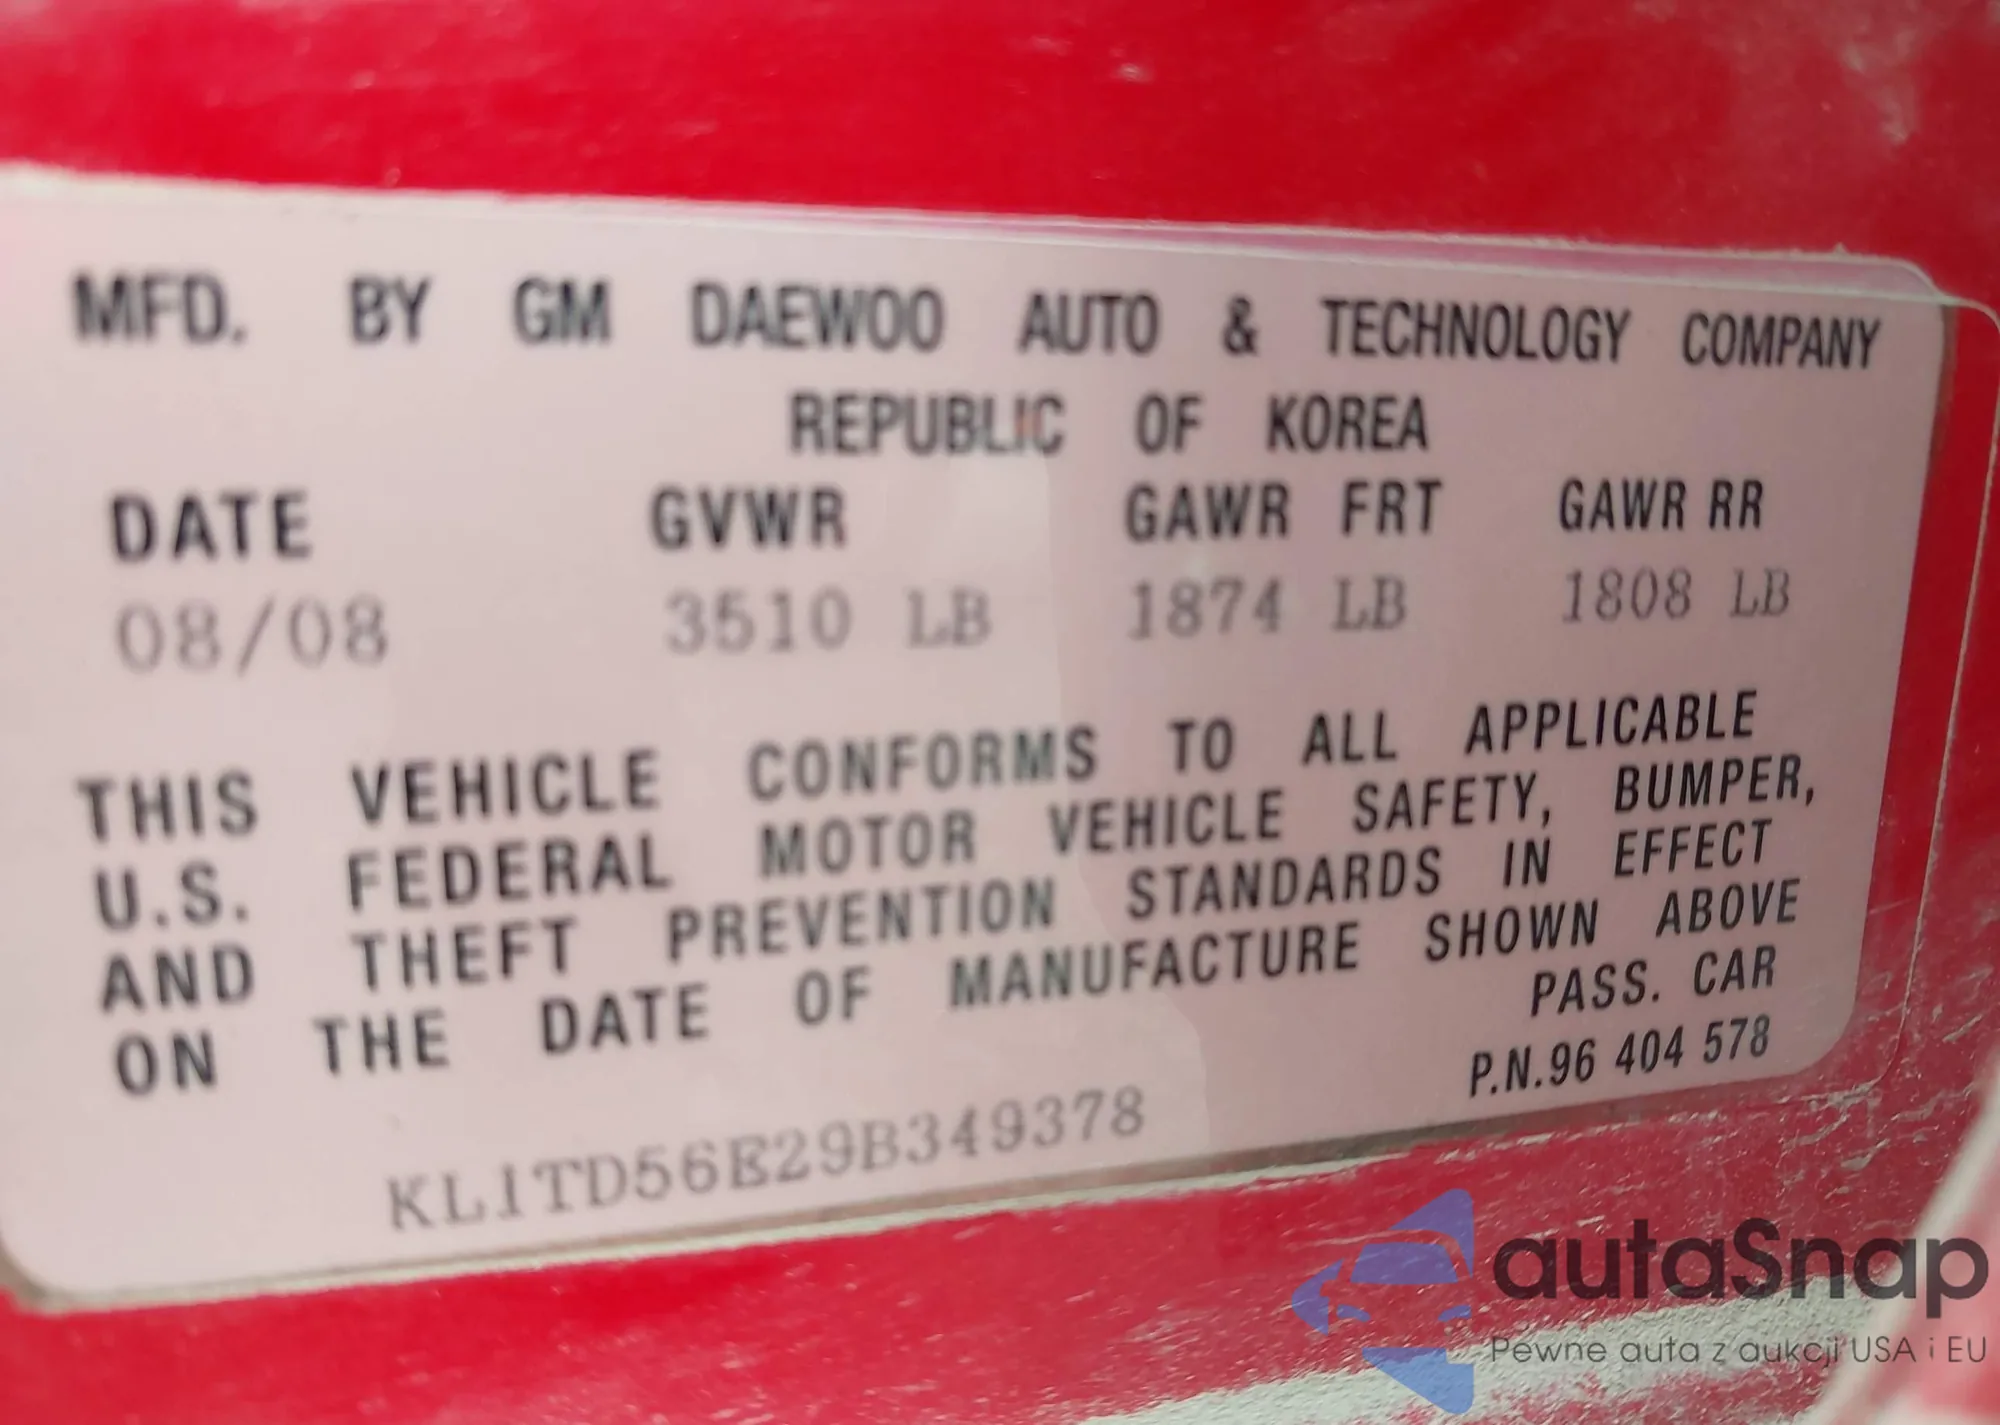 MFD. BY GM DAEWOO AUTO & TECHNOLOGY COMPANY
REPUBLIC OF KOREA
DATE GVWR GAWR FRT GAWR RR
08/08 3510 LB 1874 LB 1808 LB
THIS VEHICLE CONFORMS TO ALL APPLICABLE
U.S. FEDERAL MOTOR VEHICLE SAFETY, BUMPER,
AND THEFT PREVENTION STANDARDS IN EFFECT
ON THE DATE OF MANUFACTURE SHOWN ABOVE
PASS. CAR
P.N.96 404 578
KL1TD56E29B349378
autaSnap
Pewne auta z aukcji USA i EU